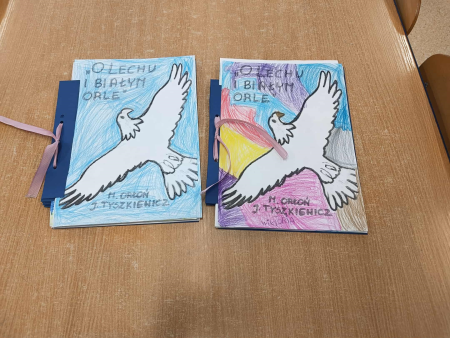 „O LECHU
I BIAŁYM
ORLE”
M. ORŁOŃ
J. TYSZKIEWICZ
„O LECHU
I BIAŁYM
ORLE”
M. ORŁOŃ
J. TYSZKIEWICZ